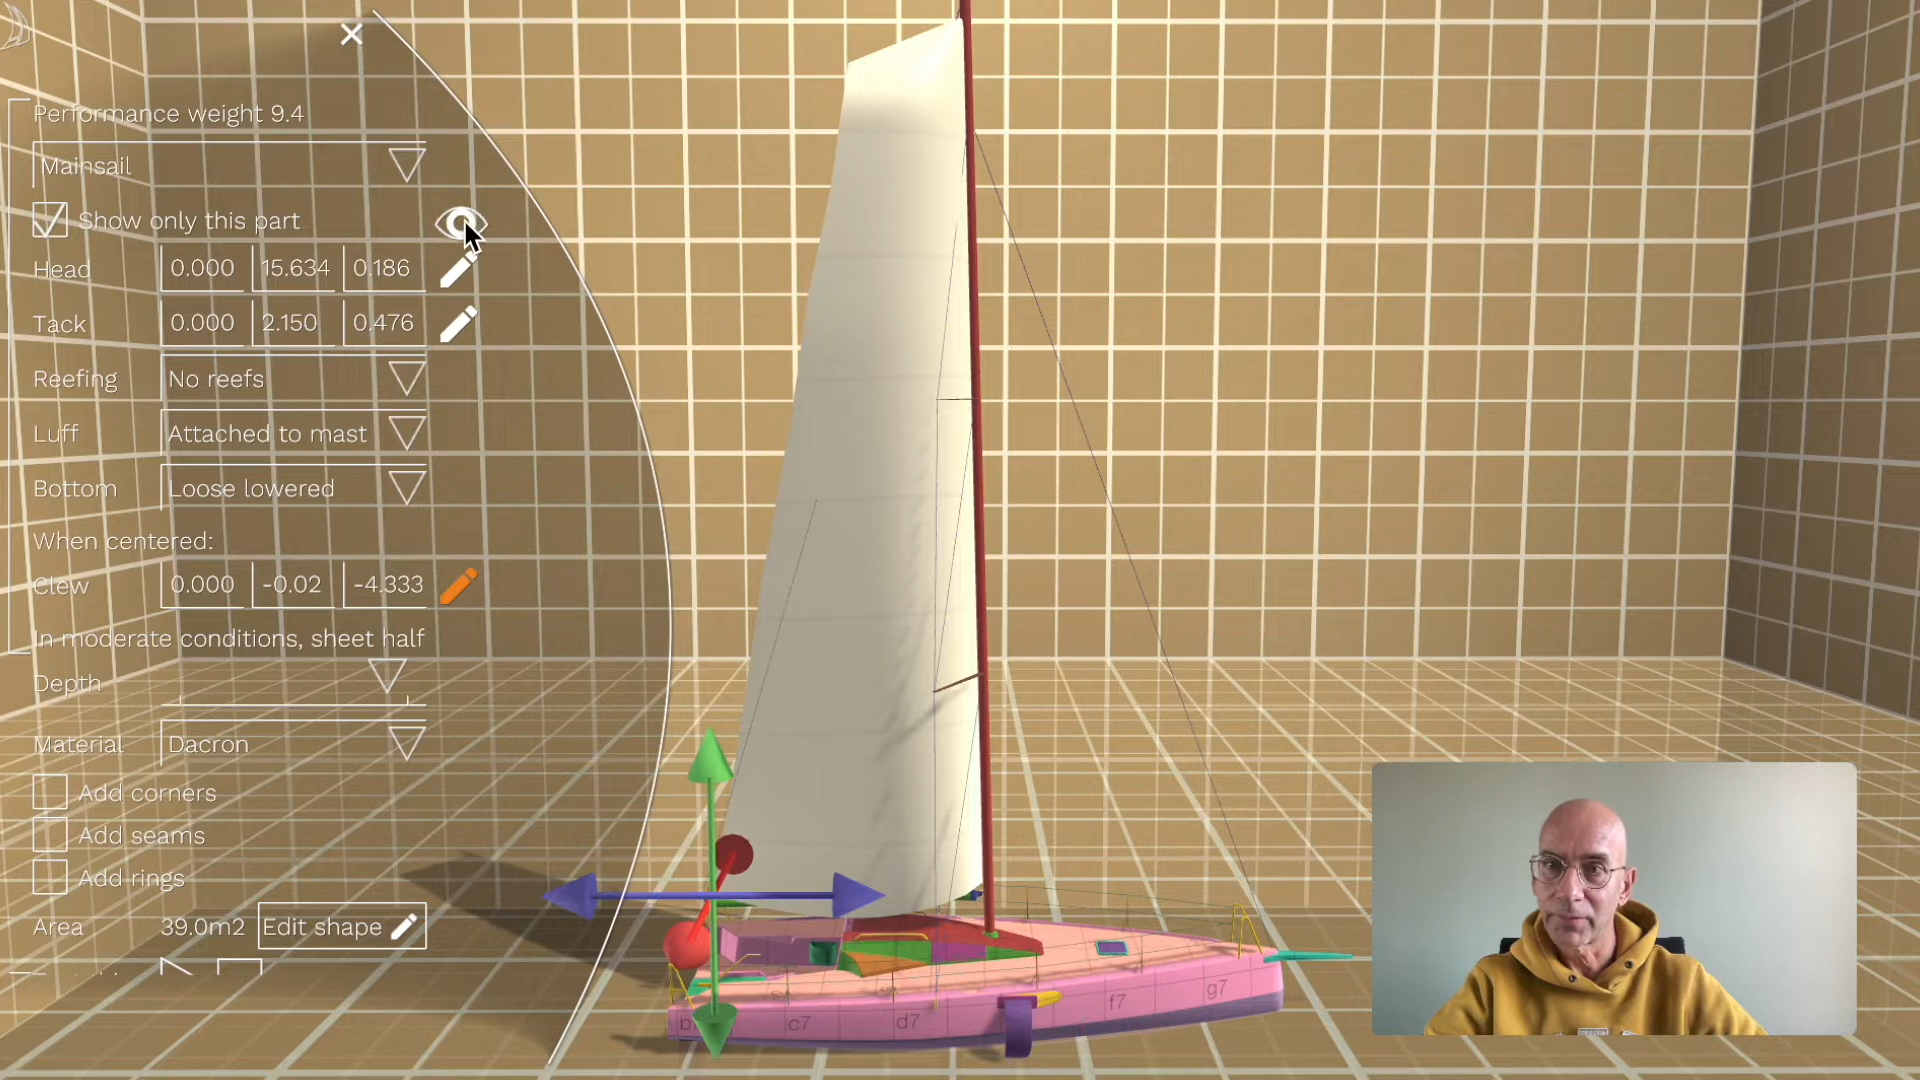 Performance weight 9.4
Mainsail
Show only this part
Head 0.000 15.634 0.186
Tack 0.000 2.150 0.476
Reefing No reefs
Luff Attached to mast
Bottom Loose lowered
When centered:
Clew 0.000 -0.02 -4.333
In moderate conditions, sheet half
Depth
Material Dacron
Add corners
Add seams
Add rings
Area 39.0m2 Edit shape
c7 d7 f7 g7